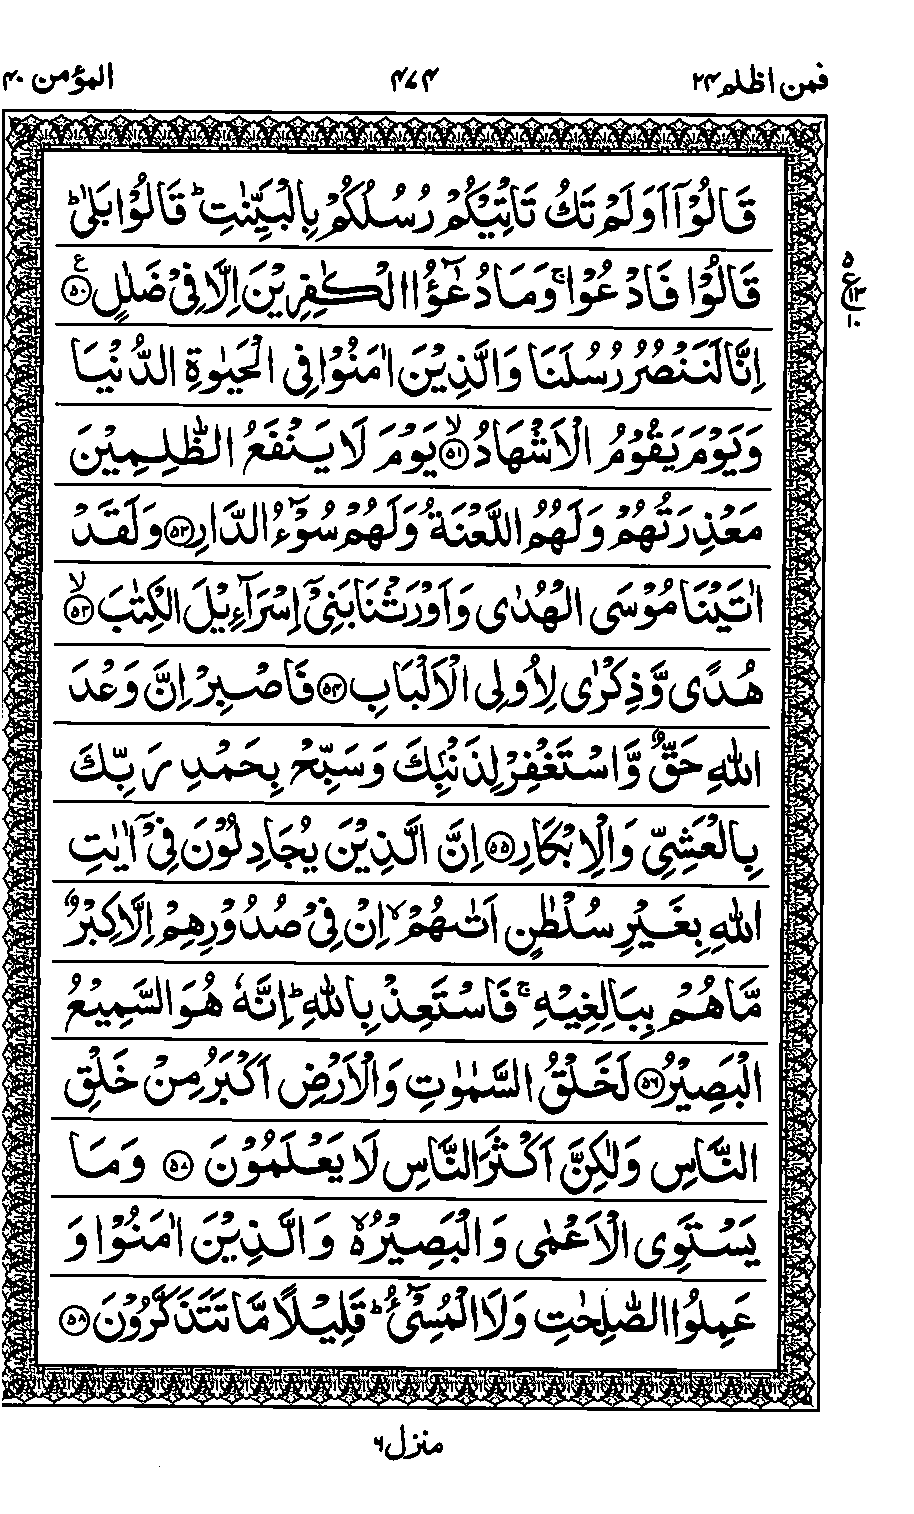 فمن اظلم ۲۴ ۴۷۴ المؤمن ۴۰
قَالُوْۤا اَوَلَمْ تَكُ تَاْتِيْكُمْ رُسُلُكُمْ بِالْبَيِّنٰتِ ؕ قَالُوْا بَلٰى ؕ
قَالُوْا فَادْعُوْا ۚ وَمَا دُعٰٓؤُا الْكٰفِرِيْنَ اِلَّا فِيْ ضَلٰلٍ ۧ ﴿۵۰﴾
اِنَّا لَنَنْصُرُ رُسُلَنَا وَالَّذِيْنَ اٰمَنُوْا فِي الْحَيٰوةِ الدُّنْيَا
وَيَوْمَ يَقُوْمُ الْاَشْهَادُ ۙ ﴿۵۱﴾ يَوْمَ لَا يَنْفَعُ الظّٰلِمِيْنَ
مَعْذِرَتُهُمْ وَلَهُمُ اللَّعْنَةُ وَلَهُمْ سُوْٓءُ الدَّارِ ﴿۵۲﴾ وَلَقَدْ
اٰتَيْنَا مُوْسَى الْهُدٰى وَاَوْرَثْنَا بَنِيْۤ اِسْرَآءِيْلَ الْكِتٰبَ ۙ ﴿۵۳﴾
هُدًى وَّذِكْرٰى لِاُولِي الْاَلْبَابِ ﴿۵۴﴾ فَاصْبِرْ اِنَّ وَعْدَ
اللّٰهِ حَقٌّ وَّاسْتَغْفِرْ لِذَنْۢبِكَ وَسَبِّحْ بِحَمْدِ رَبِّكَ
بِالْعَشِيِّ وَالْاِبْكَارِ ﴿۵۵﴾ اِنَّ الَّذِيْنَ يُجَادِلُوْنَ فِيْۤ اٰيٰتِ
اللّٰهِ بِغَيْرِ سُلْطٰنٍ اَتٰىهُمْ ۙ اِنْ فِيْ صُدُوْرِهِمْ اِلَّا كِبْرٌ
مَّا هُمْ بِبَالِغِيْهِ ۚ فَاسْتَعِذْ بِاللّٰهِ ؕ اِنَّهٗ هُوَ السَّمِيْعُ
الْبَصِيْرُ ﴿۵۶﴾ لَخَلْقُ السَّمٰوٰتِ وَالْاَرْضِ اَكْبَرُ مِنْ خَلْقِ
النَّاسِ وَلٰكِنَّ اَكْثَرَ النَّاسِ لَا يَعْلَمُوْنَ ﴿۵۸﴾ وَمَا
يَسْتَوِي الْاَعْمٰى وَالْبَصِيْرُ ۙ۬ وَالَّذِيْنَ اٰمَنُوْا وَ
عَمِلُوا الصّٰلِحٰتِ وَلَا الْمُسِيْٓءُ ؕ قَلِيْلًا مَّا تَتَذَكَّرُوْنَ ﴿۵۸﴾
۵
ع ۱۳
۱۰
منزل ۶